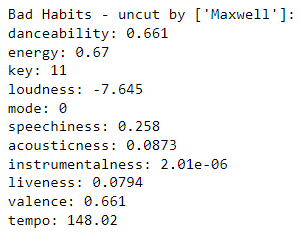 Bad Habits - uncut by ['Maxwell']:
danceability: 0.661
energy: 0.67
key: 11
loudness: -7.645
mode: 0
speechiness: 0.258
acousticness: 0.0873
instrumentalness: 2.01e-06
liveness: 0.0794
valence: 0.661
tempo: 148.02